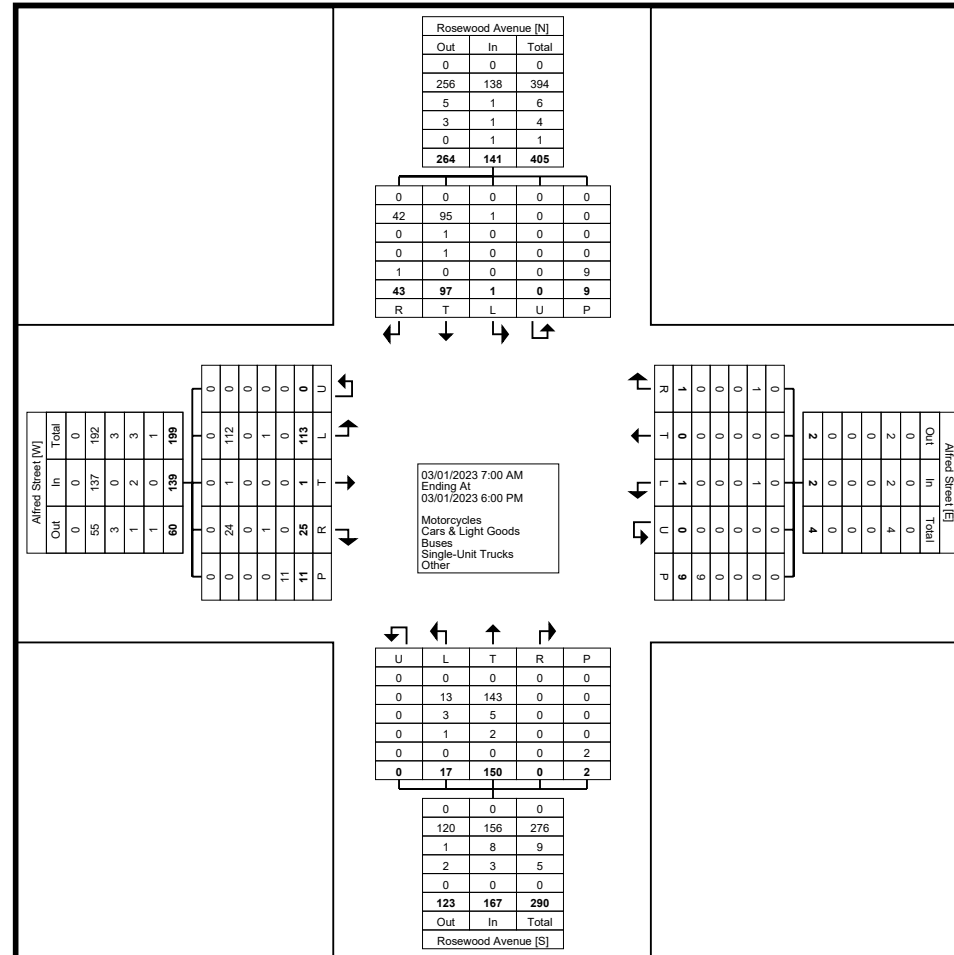 Rosewood Avenue [N]
Out In Total
0 0 0
256 138 394
5 1 6
3 1 4
0 1 1
264 141 405
0 0 0 0 0
42 95 1 0 0
0 1 0 0 0
0 1 0 0 0
1 0 0 0 9
43 97 1 0 9
R T L U P
Alfred Street [W]
Total 0 192 3 3 1 199
In 0 137 0 2 0 139
Out 0 55 3 1 1 60
0 0 0 0 0 0 U
0 112 0 1 0 113 L
0 1 0 0 0 1 T
0 24 0 1 0 25 R
0 0 0 0 11 11 P
03/01/2023 7:00 AM
Ending At
03/01/2023 6:00 PM
Motorcycles
Cars & Light Goods
Buses
Single-Unit Trucks
Other
R 1 0 0 0 1 0
T 0 0 0 0 0 0
L 1 0 0 0 1 0
U 0 0 0 0 0 0
P 9 9 0 0 0 0
Alfred Street [E]
Out 0 2 0 0 0 2
In 0 2 0 0 0 2
Total 0 4 0 0 0 4
U L T R P
0 0 0 0 0
0 13 143 0 0
0 3 5 0 0
0 1 2 0 0
0 0 0 0 2
0 17 150 0 2
0 0 0
120 156 276
1 8 9
2 3 5
0 0 0
123 167 290
Out In Total
Rosewood Avenue [S]